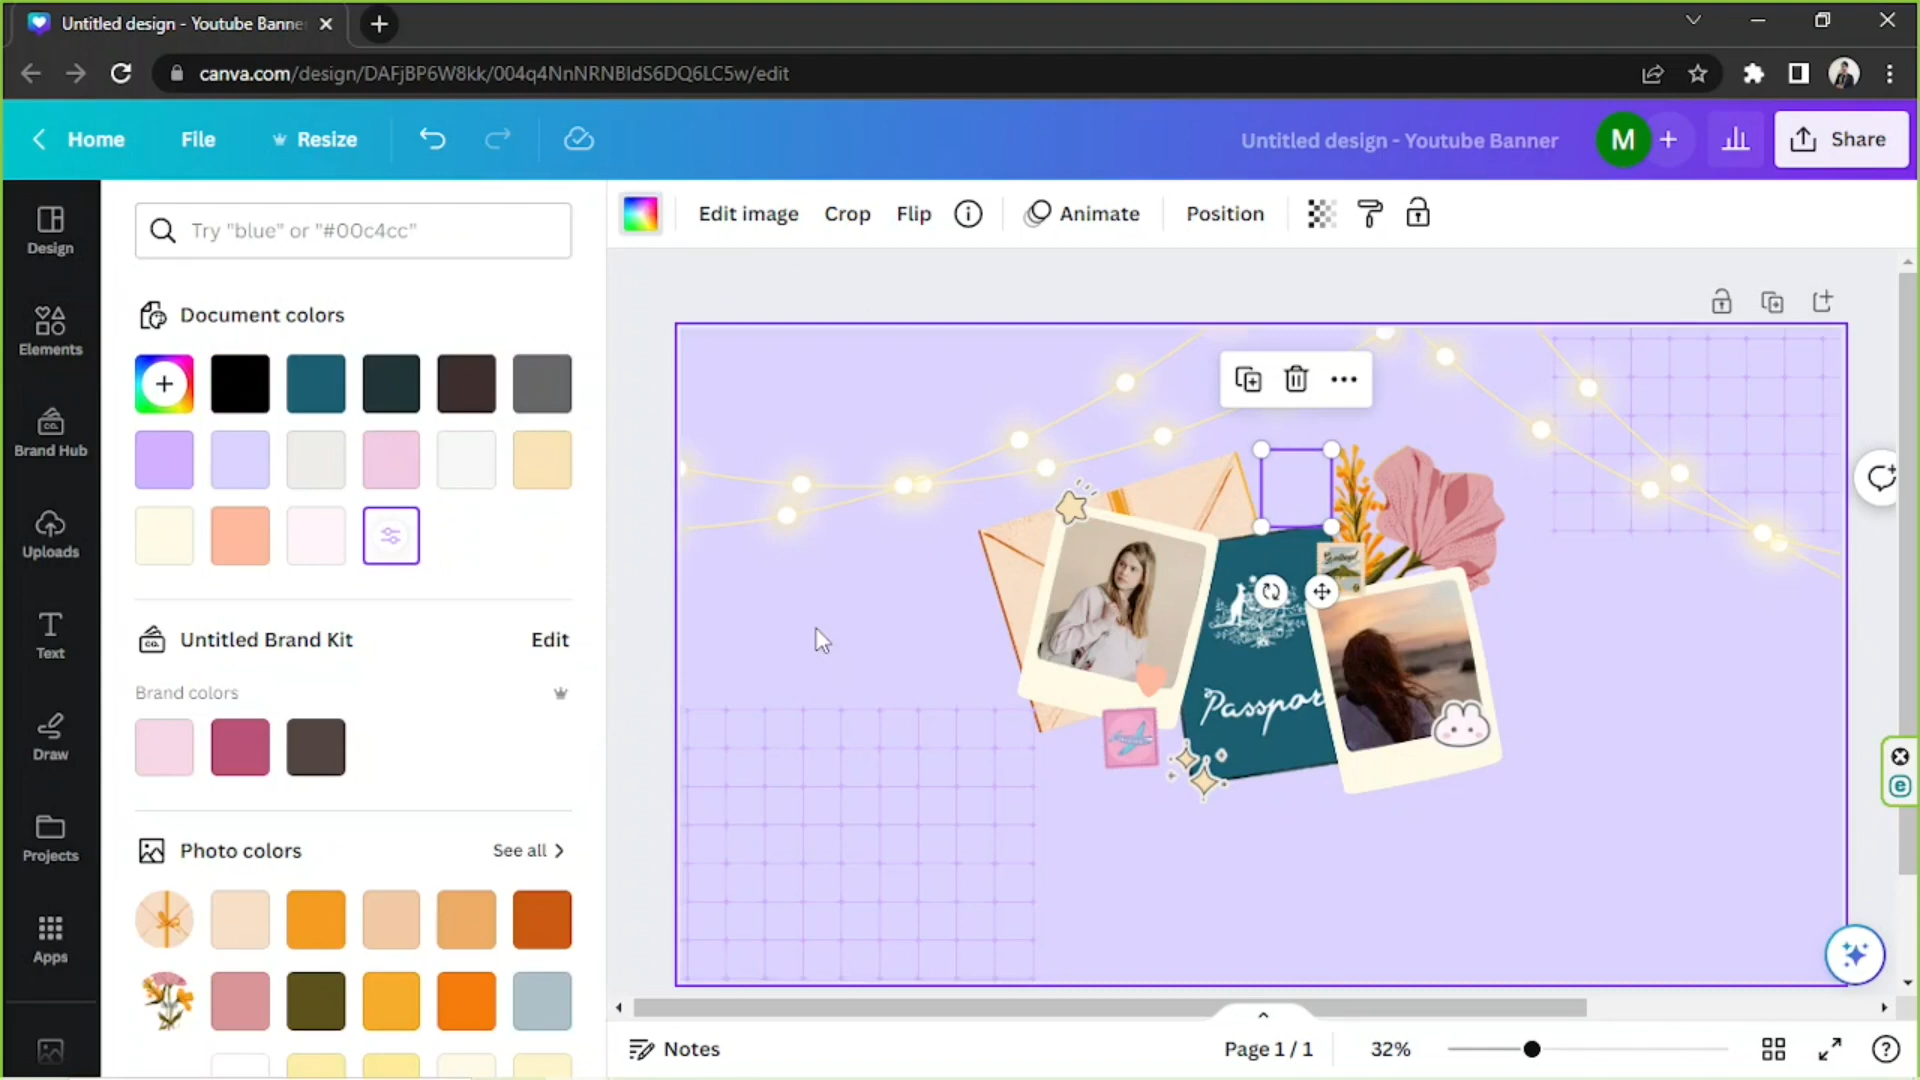 Untitled design - Youtube Banne
canva.com/design/DAFjBP6W8kk/004q4NnNRNBIdS6DQ6LC5w/edit
Home
File
Resize
Untitled design - Youtube Banner
M
Share
Design
Elements
Brand Hub
Uploads
Text
Draw
Projects
Apps
Try "blue" or "#00c4cc"
Document colors
Untitled Brand Kit
Edit
Brand colors
Photo colors
See all
Edit image
Crop
Flip
Animate
Position
Passpor
Notes
Page 1 / 1
32%